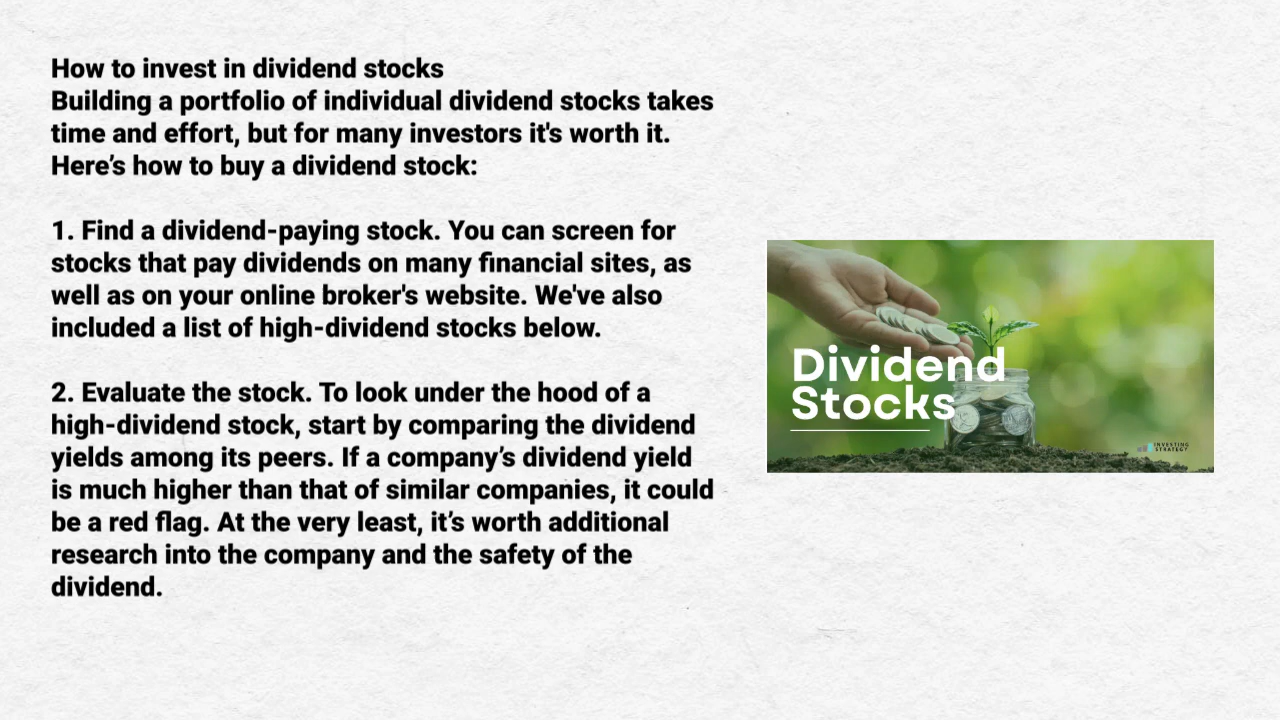 How to invest in dividend stocks
Building a portfolio of individual dividend stocks takes
time and effort, but for many investors it's worth it.
Here’s how to buy a dividend stock:
1. Find a dividend-paying stock. You can screen for
stocks that pay dividends on many financial sites, as
well as on your online broker's website. We've also
included a list of high-dividend stocks below.
2. Evaluate the stock. To look under the hood of a
high-dividend stock, start by comparing the dividend
yields among its peers. If a company’s dividend yield
is much higher than that of similar companies, it could
be a red flag. At the very least, it’s worth additional
research into the company and the safety of the
dividend.
Dividend
Stocks
INVESTING
STRATEGY